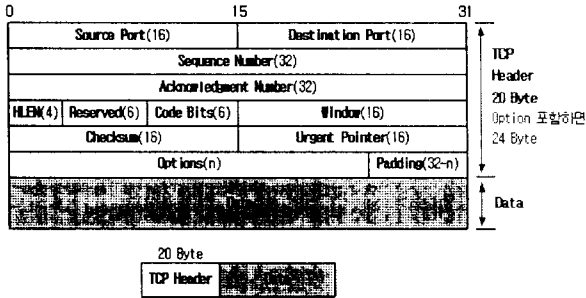 0 15 31
Source Port(16) Destination Port(16)
Sequence Number(32)
Acknowledgment Number(32)
HLEN(4) Reserved(6) Code Bits(6) Window(16)
Checksum(16) Urgent Pointer(16)
Options(n) Padding(32-n)
TCP
Header
20 Byte
Option 포함하면
24 Byte
Data
20 Byte
TCP Header